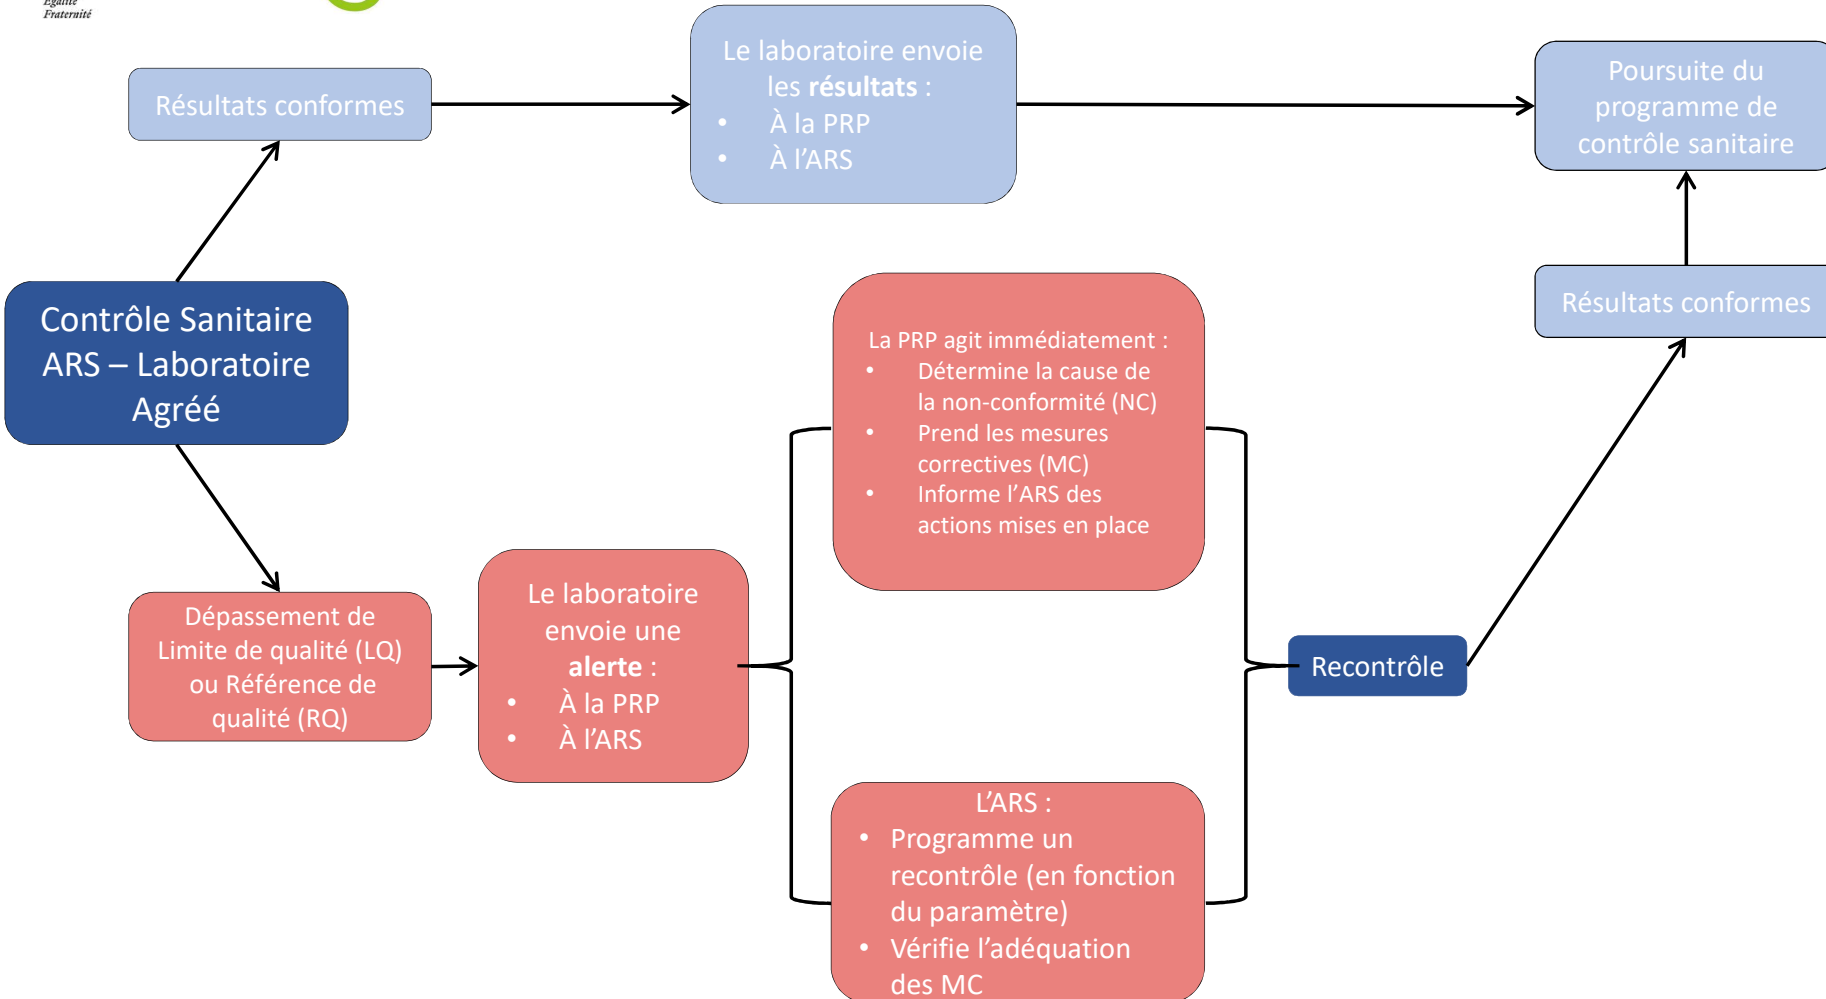 Égalité
Fraternité
Le laboratoire envoie
les résultats :
• À la PRP
• À l'ARS
Résultats conformes
Poursuite du
programme de
contrôle sanitaire
Contrôle Sanitaire
ARS – Laboratoire
Agréé
Résultats conformes
La PRP agit immédiatement :
• Détermine la cause de
la non-conformité (NC)
• Prend les mesures
correctives (MC)
• Informe l'ARS des
actions mises en place
Dépassement de
Limite de qualité (LQ)
ou Référence de
qualité (RQ)
Le laboratoire
envoie une
alerte :
• À la PRP
• À l'ARS
Recontrôle
L'ARS :
• Programme un
recontrôle (en fonction
du paramètre)
• Vérifie l'adéquation
des MC